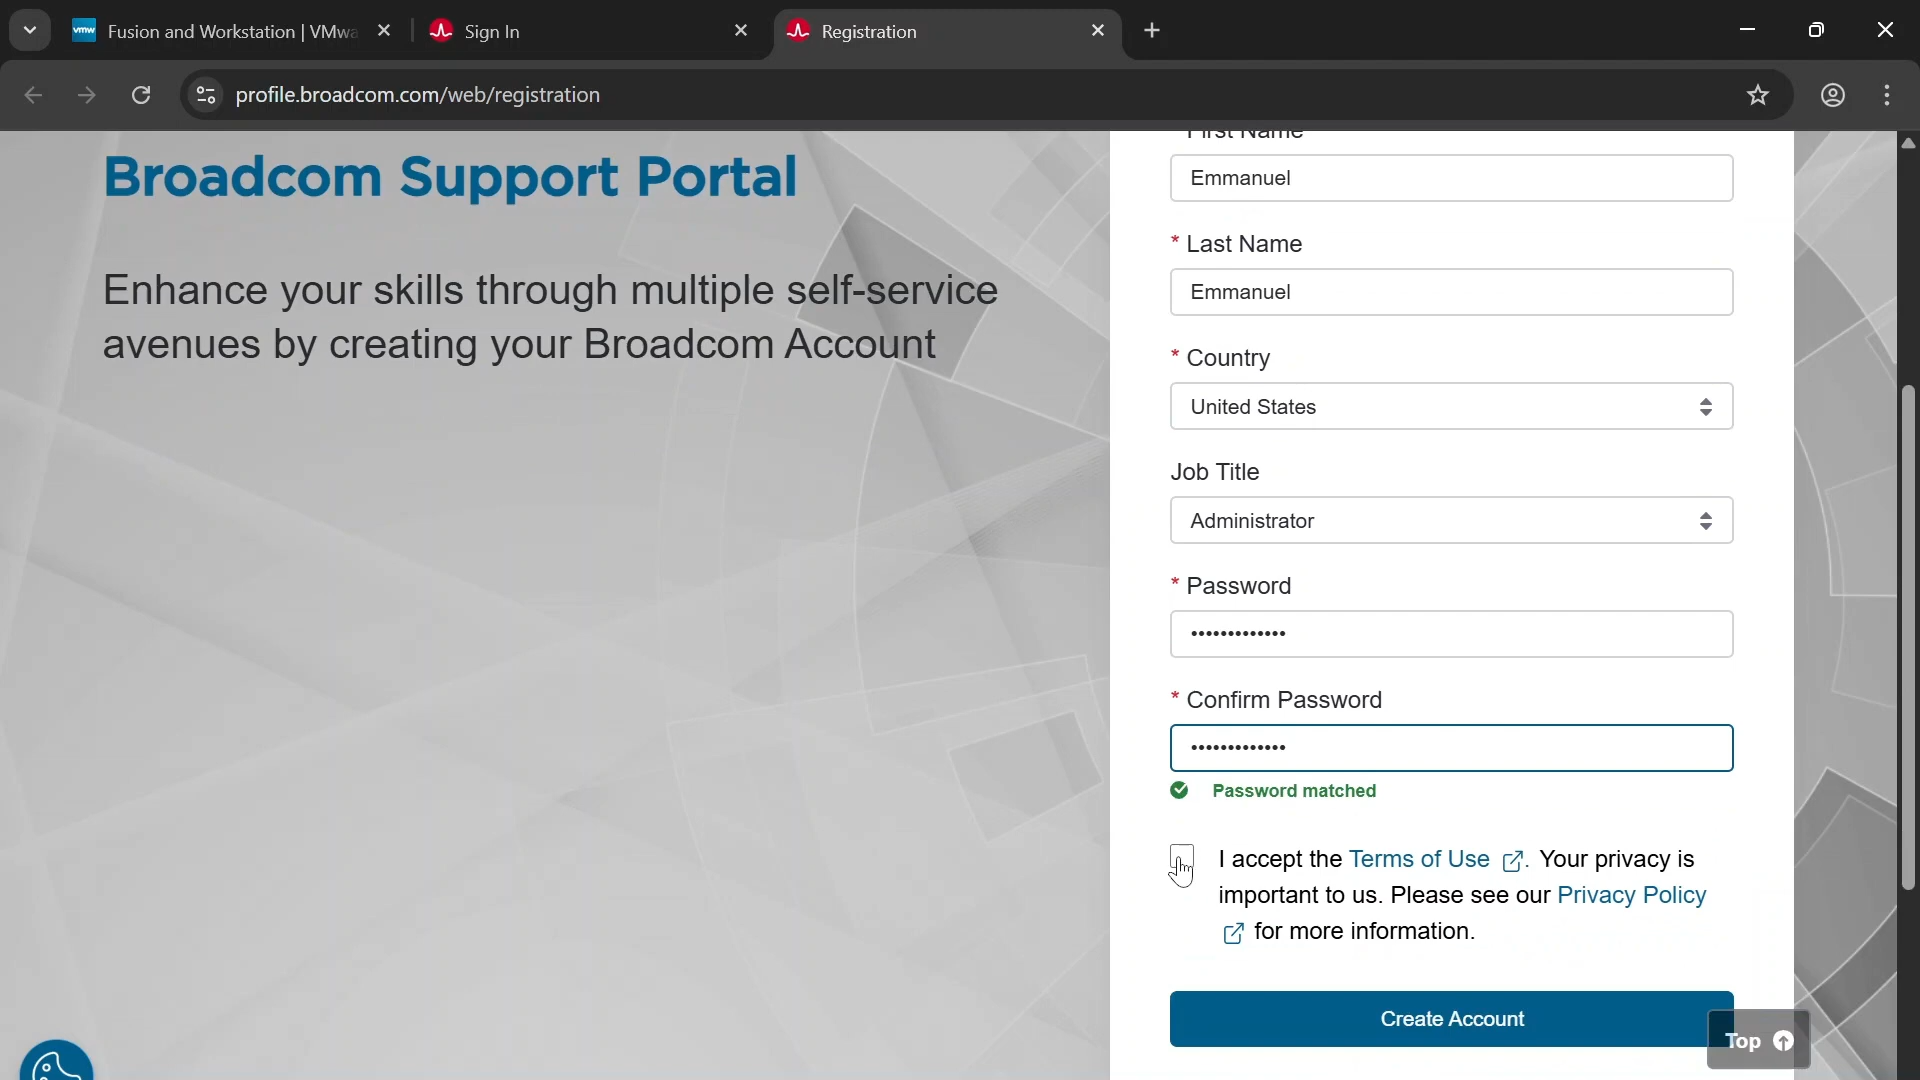 vmw Fusion and Workstation | VMwa
Sign In
Registration
profile.broadcom.com/web/registration
Broadcom Support Portal
Enhance your skills through multiple self-service
avenues by creating your Broadcom Account
First Name
Emmanuel
* Last Name
Emmanuel
* Country
United States
Job Title
Administrator
* Password
•••••••••••••
* Confirm Password
•••••••••••••
Password matched
I accept the Terms of Use . Your privacy is
important to us. Please see our Privacy Policy
for more information.
Create Account
Top